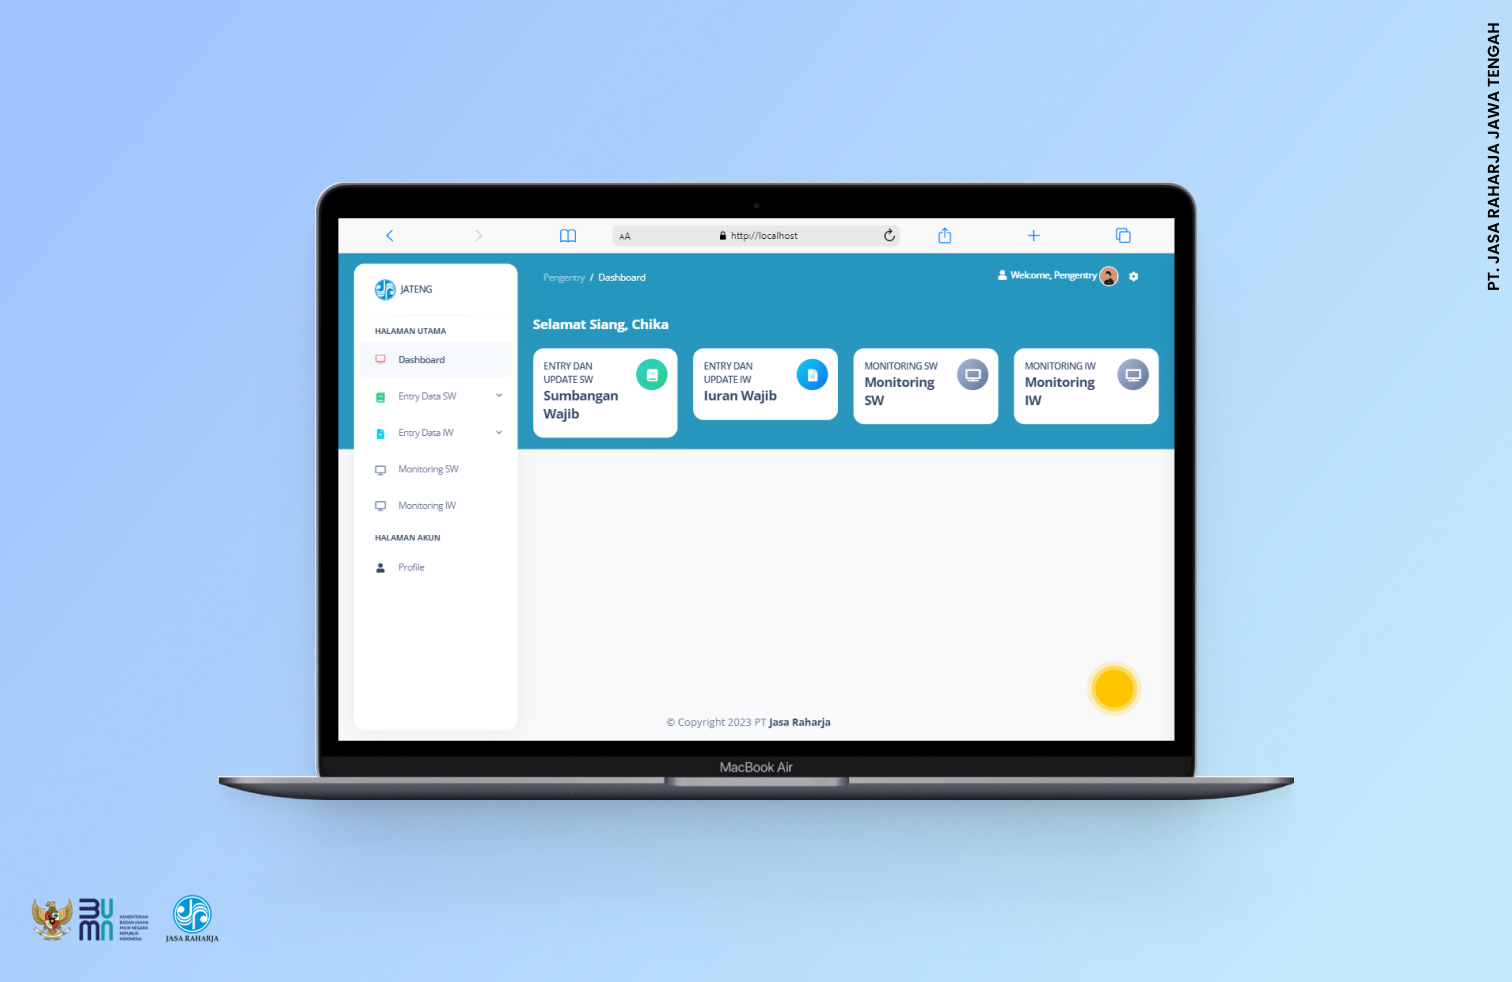 PT. JASA RAHARJA JAWA TENGAH
AA
http://localhost
JATENG
HALAMAN UTAMA
Dashboard
Entry Data SW
Entry Data IW
Monitoring SW
Monitoring IW
HALAMAN AKUN
Profile
Pengentry / Dashboard
Welcome, Pengentry
Selamat Siang, Chika
ENTRY DAN
UPDATE SW
Sumbangan
Wajib
ENTRY DAN
UPDATE IW
Iuran Wajib
MONITORING SW
Monitoring
SW
MONITORING IW
Monitoring
IW
© Copyright 2023 PT Jasa Raharja
MacBook Air
BUMN
KEMENTERIAN
BADAN USAHA
MILIK NEGARA
REPUBLIK
INDONESIA
JASA RAHARJA